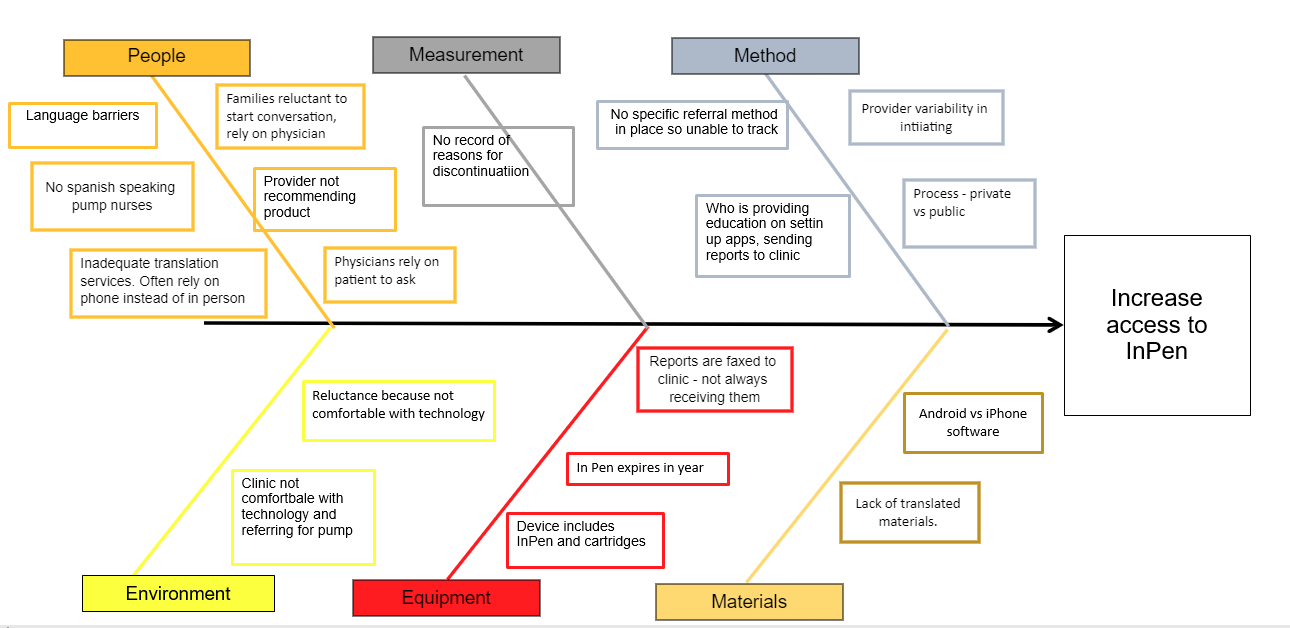 People
Measurement
Method
Language barriers
Families reluctant to
start conversation,
rely on physician
No spanish speaking
pump nurses
Provider not
recommending
product
Inadequate translation
services. Often rely on
phone instead of in person
Physicians rely on
patient to ask
No record of
reasons for
discontinuatiion
No specific referral method
in place so unable to track
Provider variability in
intiiating
Who is providing
education on settin
up apps, sending
reports to clinic
Process - private
vs public
Increase
access to
InPen
Reluctance because not
comfortable with technology
Clinic not
comfortbale with
technology and
referring for pump
Reports are faxed to
clinic - not always
receiving them
In Pen expires in year
Device includes
InPen and cartridges
Android vs iPhone
software
Lack of translated
materials.
Environment
Equipment
Materials